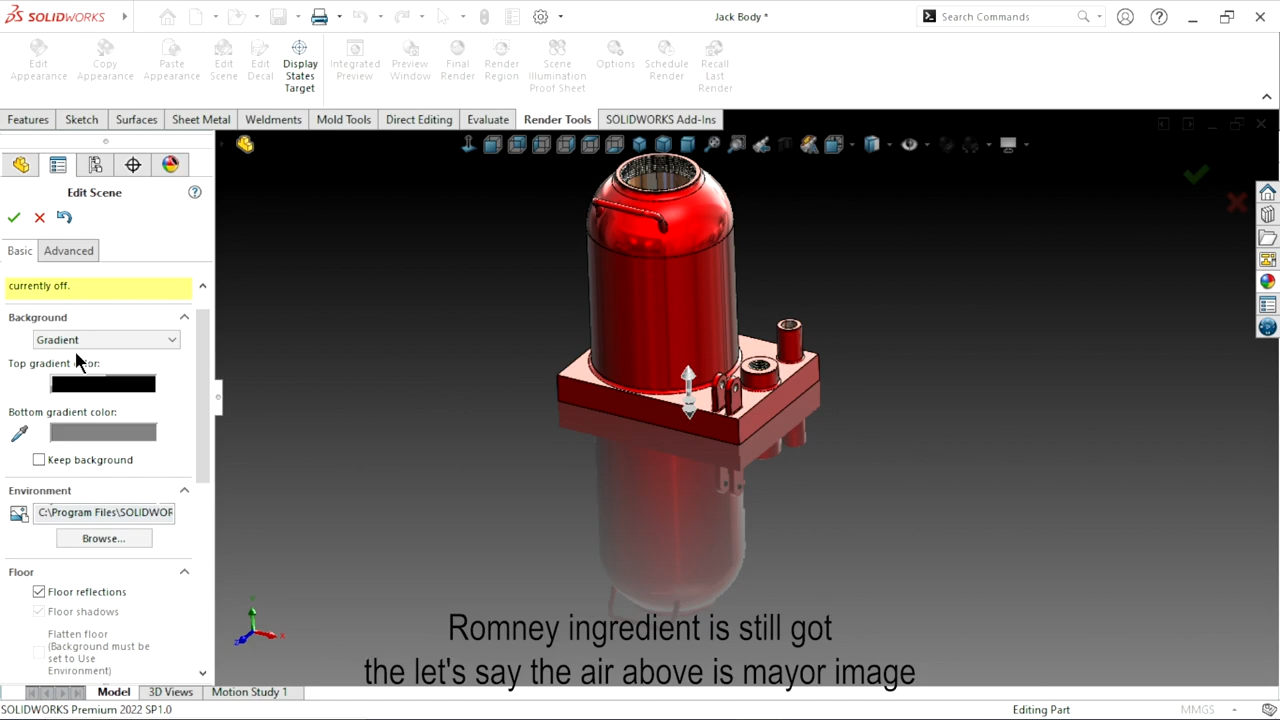 SOLIDWORKS
Jack Body *
Search Commands
Edit Appearance
Copy Appearance
Paste Appearance
Edit Scene
Edit Decal
Display States Target
Integrated Preview
Preview Window
Final Render
Render Region
Scene Illumination Proof Sheet
Options
Schedule Render
Recall Last Render
Features
Sketch
Surfaces
Sheet Metal
Weldments
Mold Tools
Direct Editing
Evaluate
Render Tools
SOLIDWORKS Add-Ins
Edit Scene
Basic
Advanced
currently off.
Background
Gradient
Top gradient color:
Bottom gradient color:
Keep background
Environment
C:\Program Files\SOLIDWOR
Browse...
Floor
Floor reflections
Floor shadows
Flatten floor
(Background must be
set to Use
Environment)
Romney ingredient is still got
the let's say the air above is mayor image
Model
3D Views
Motion Study 1
SOLIDWORKS Premium 2022 SP1.0
Editing Part
MMGS